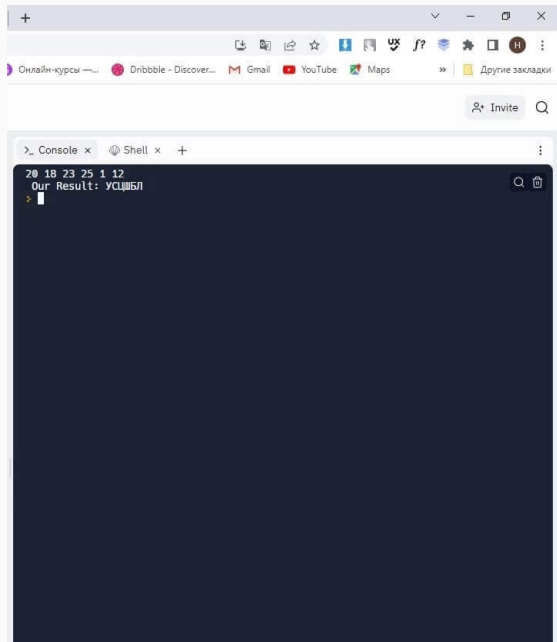 Онлайн-курсы —... Dribbble - Discover... Gmail YouTube Maps » Другие закладки
Invite
Console Shell
20 18 23 25 1 12
Our Result: УСЦШБЛ